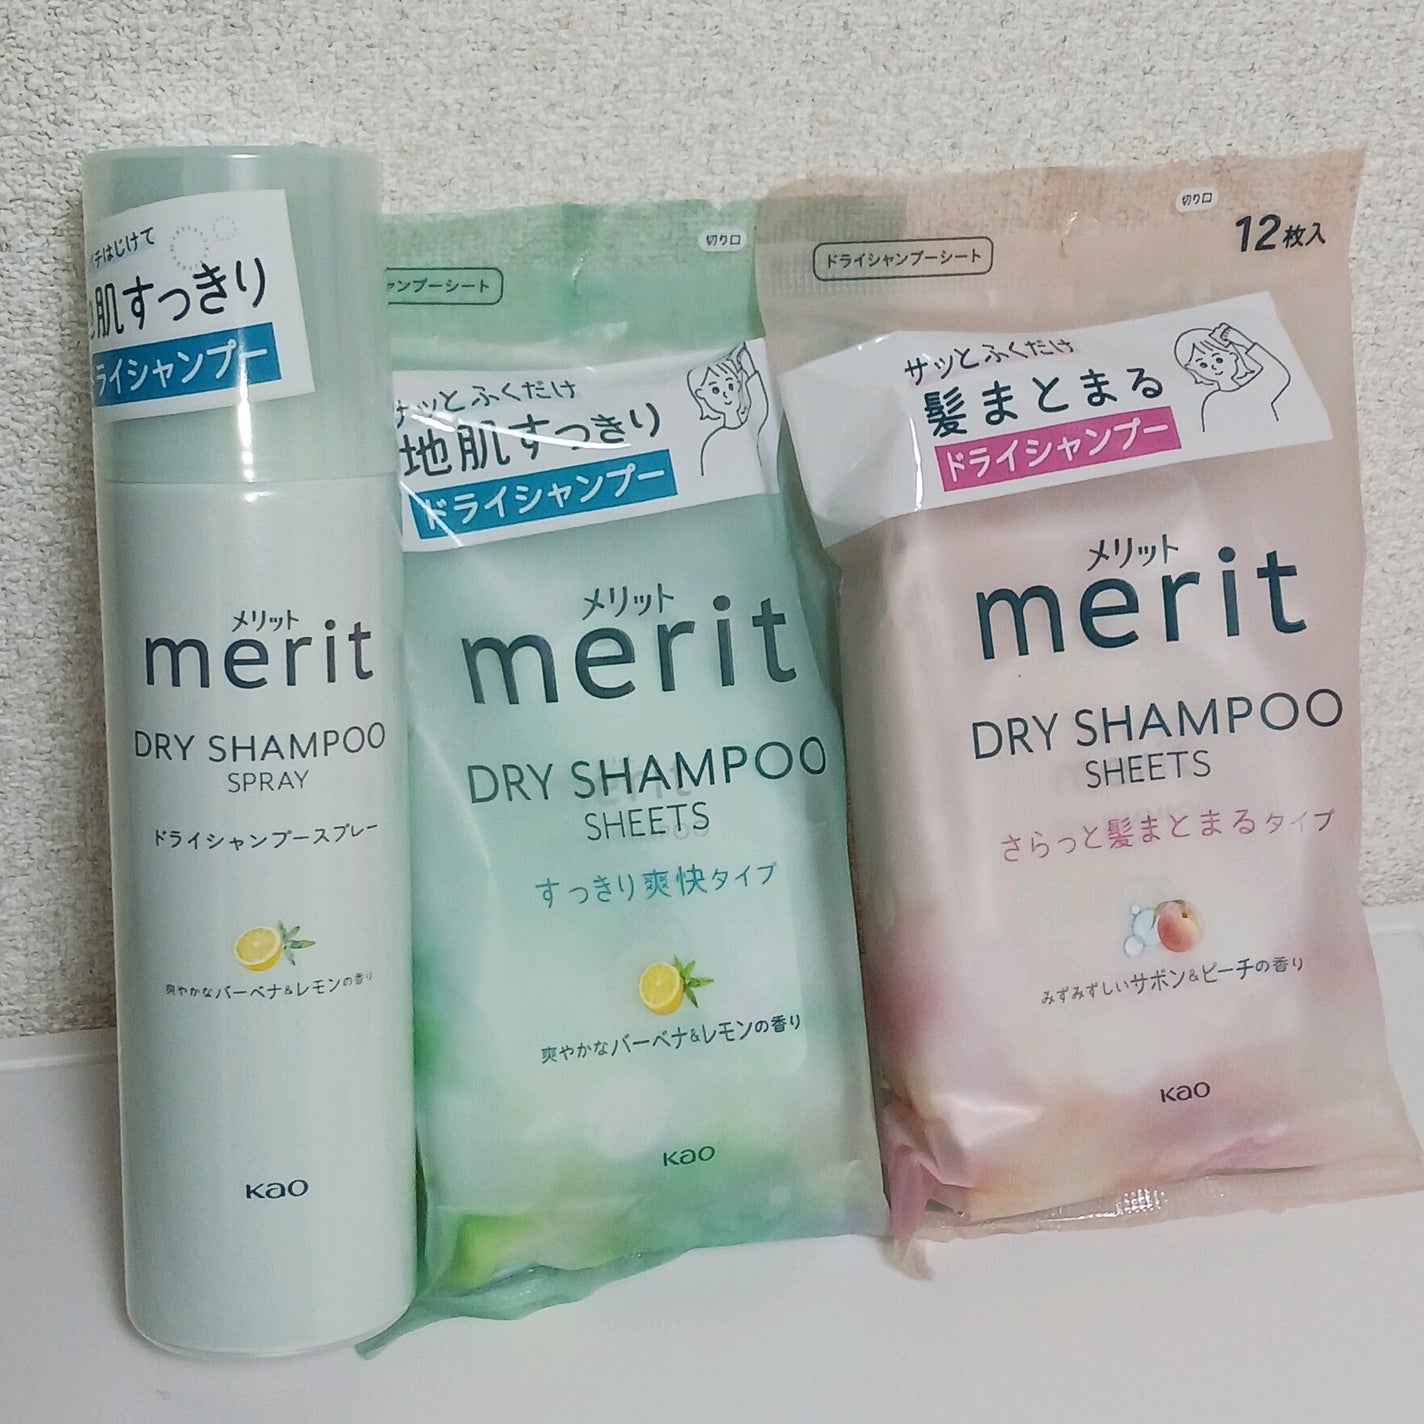 はじけて
肌すっきり
ライシャンプー
メリット
merit
DRY SHAMPOO
SPRAY
ドライシャンプースプレー
爽やかなバーベナ&レモンの香り
Kao
切り口
ンプーシート
サッとふくだけ
地肌すっきり
ドライシャンプー
メリット
merit
DRY SHAMPOO
SHEETS
すっきり爽快タイプ
爽やかなバーベナ&レモンの香り
Kao
切り口
12枚入
ドライシャンプーシート
サッとふくだけ
髪まとまる
ドライシャンプー
メリット
merit
DRY SHAMPOO
SHEETS
さらっと髪まとまるタイプ
みずみずしいサボン&ピーチの香り
Kao